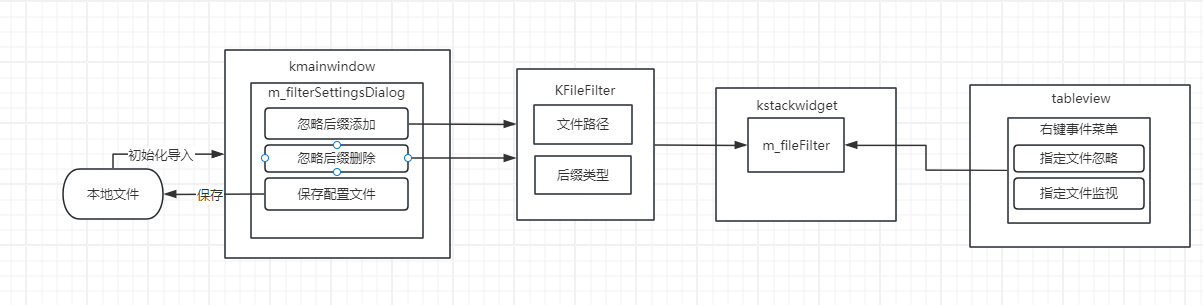 初始化导入
本地文件
保存
kmainwindow
m_filterSettingsDialog
忽略后缀添加
忽略后缀删除
保存配置文件
KFileFilter
文件路径
后缀类型
kstackwidget
m_fileFilter
tableview
右键事件菜单
指定文件忽略
指定文件监视